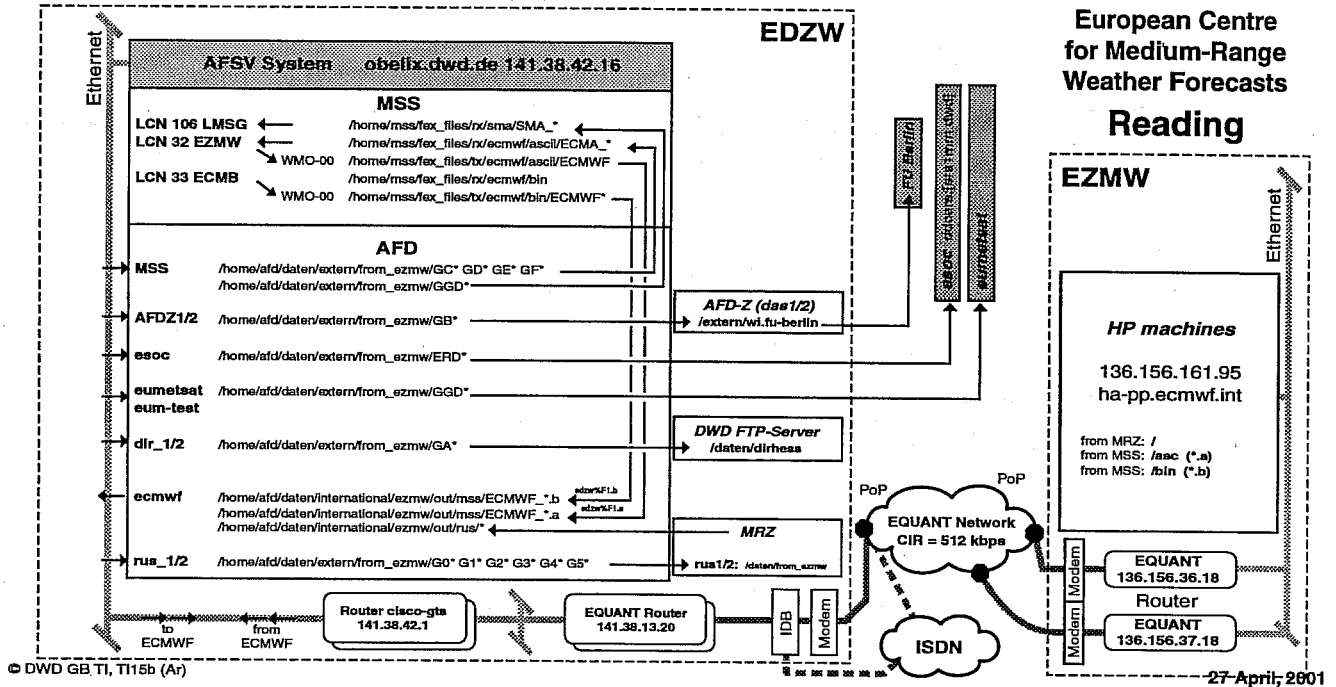 Ethernet
EDZW
AFSV System obelix.dwd.de 141.38.42.16
MSS
LCN 106 LMSG /home/mss/fex_files/rx/sma/SMA_*
LCN 32 EZMW /home/mss/fex_files/rx/ecmwf/ascii/ECMA_*
WMO-00 /home/mss/fex_files/tx/ecmwf/ascii/ECMWF
LCN 33 ECMB /home/mss/fex_files/rx/ecmwf/bin
WMO-00 /home/mss/fex_files/tx/ecmwf/bin/ECMWF*
AFD
MSS /home/afd/daten/extern/from_ezmw/GC* GD* GE* GF*
/home/afd/daten/extern/from_ezmw/GGD*
AFDZ1/2 /home/afd/daten/extern/from_ezmw/GB*
esoc /home/afd/daten/extern/from_ezmw/ERD*
eumetsat /home/afd/daten/extern/from_ezmw/GGD*
eum-test
dir_1/2 /home/afd/daten/extern/from_ezmw/GA*
ecmwf /home/afd/daten/international/ezmw/out/mss/ECMWF_*.b
edzw%F1.b
/home/afd/daten/international/ezmw/out/mss/ECMWF_*.a
edzw%F1.a
/home/afd/daten/international/ezmw/out/rus/*
rus_1/2 /home/afd/daten/extern/from_ezmw/G0* G1* G2* G3* G4* G5*
AFD-Z (das1/2)
/extern/wi.fu-berlin
DWD FTP-Server
/daten/dirhess
MRZ
rus1/2: /daten/from_ezmw
FU Berlin
esoc
eumetsat
to
ECMWF
from
ECMWF
Router cisco-gts
141.38.42.1
EQUANT Router
141.38.13.20
IDB
Modem
PoP
PoP
EQUANT Network
CIR = 512 kbps
ISDN
European Centre
for Medium-Range
Weather Forecasts
Reading
EZMW
Ethernet
HP machines
136.156.161.95
ha-pp.ecmwf.int
from MRZ: /
from MSS: /asc (*.a)
from MSS: /bin (*.b)
Modem
EQUANT
136.156.36.18
Router
Modem
EQUANT
136.156.37.18
© DWD GB TI, TI15b (Ar)
27 April, 2001